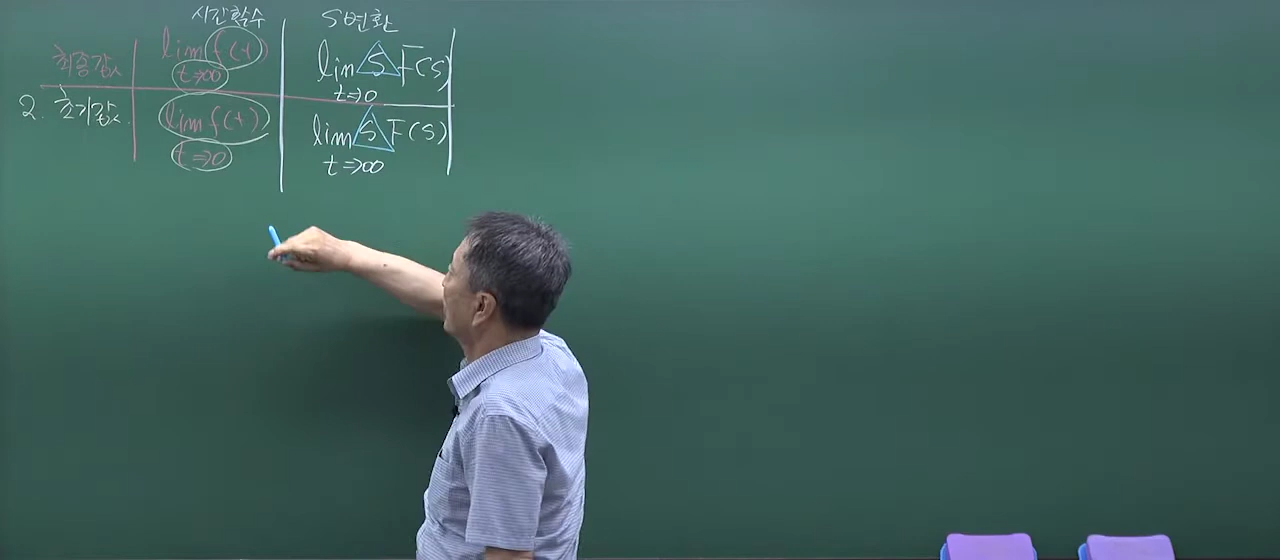 시간함수 S변환
최종값 lim f(t) lim S F(s)
t⇒∞ t⇒0
2. 초기값 lim f(t) lim S F(s)
t⇒0 t⇒∞